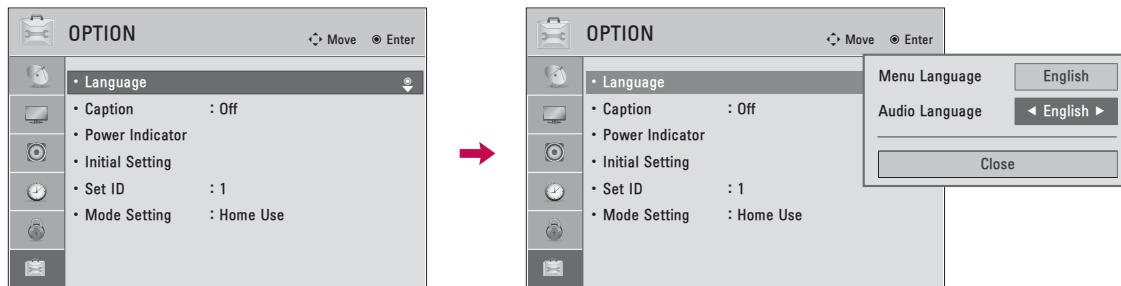 OPTION
Move
Enter
• Language
• Caption : Off
• Power Indicator
• Initial Setting
• Set ID : 1
• Mode Setting : Home Use
OPTION
Move
Enter
• Language
• Caption : Off
• Power Indicator
• Initial Setting
• Set ID : 1
• Mode Setting : Home Use
Menu Language English
Audio Language ◄ English ►
Close